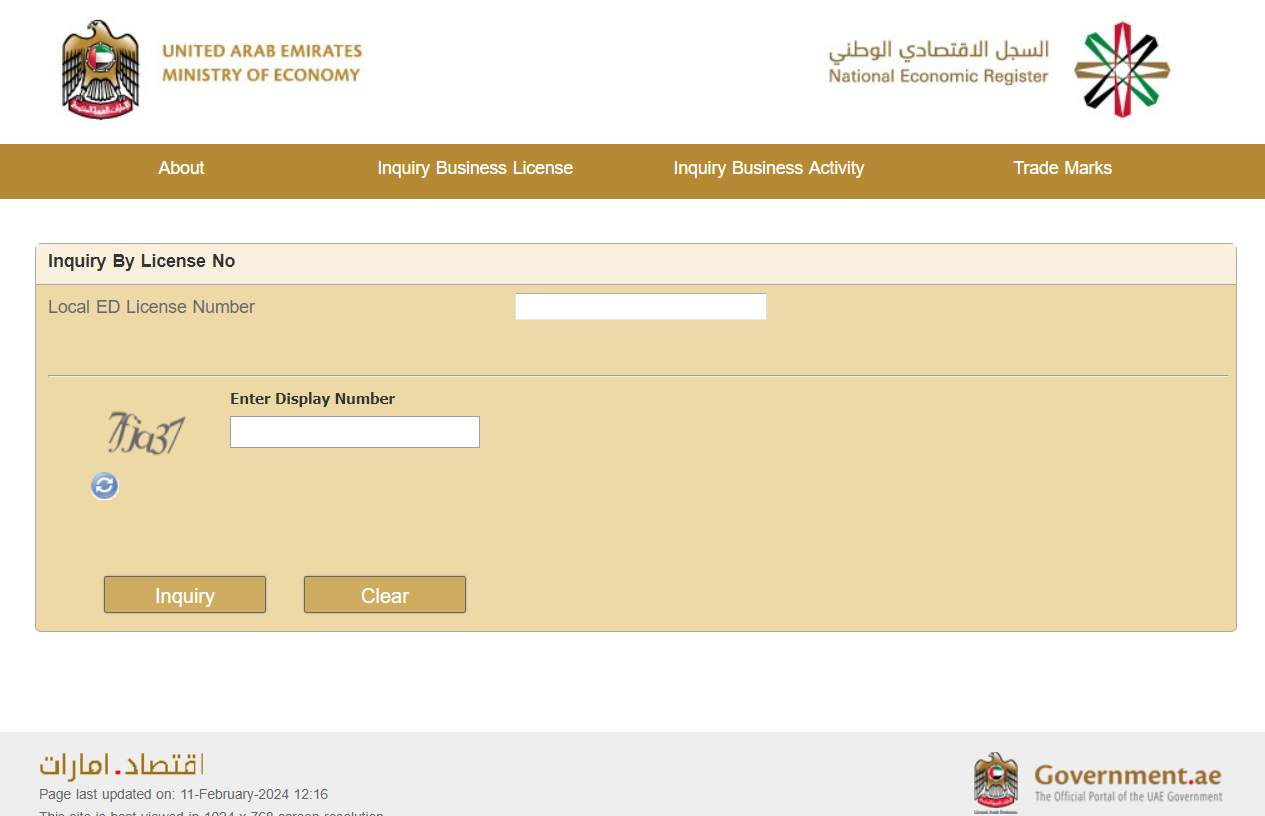 UNITED ARAB EMIRATES
MINISTRY OF ECONOMY
السجل الاقتصادي الوطني
National Economic Register
About
Inquiry Business License
Inquiry Business Activity
Trade Marks
Inquiry By License No
Local ED License Number
Enter Display Number
Inquiry
Clear
اقتصاد.امارات
Page last updated on: 11-February-2024 12:16
This site is best viewed in 1024 x 768 screen resolution
Government.ae
The Official Portal of the UAE Government